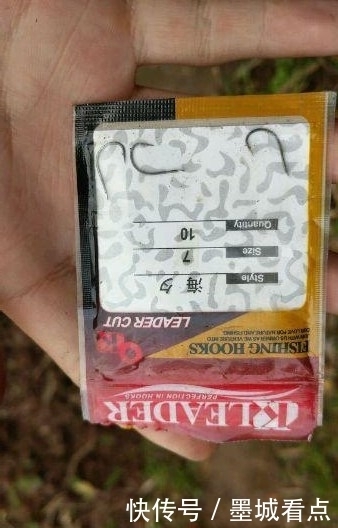 LEADER
PERFECTION IN HOOKS
FISHING HOOKS
LEADER CUT
Style 海夕
Size 7
Quantity 10
快传号 / 墨城看点